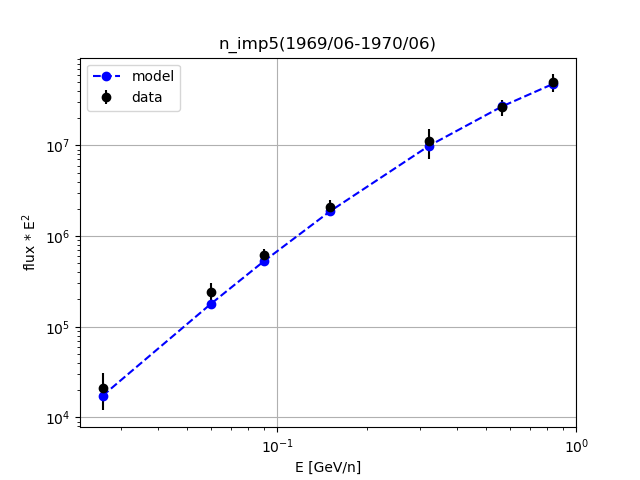 n_imp5(1969/06-1970/06)
model
data
flux * E²
10⁷
10⁶
10⁵
10⁴
10⁻¹
10⁰
E [GeV/n]